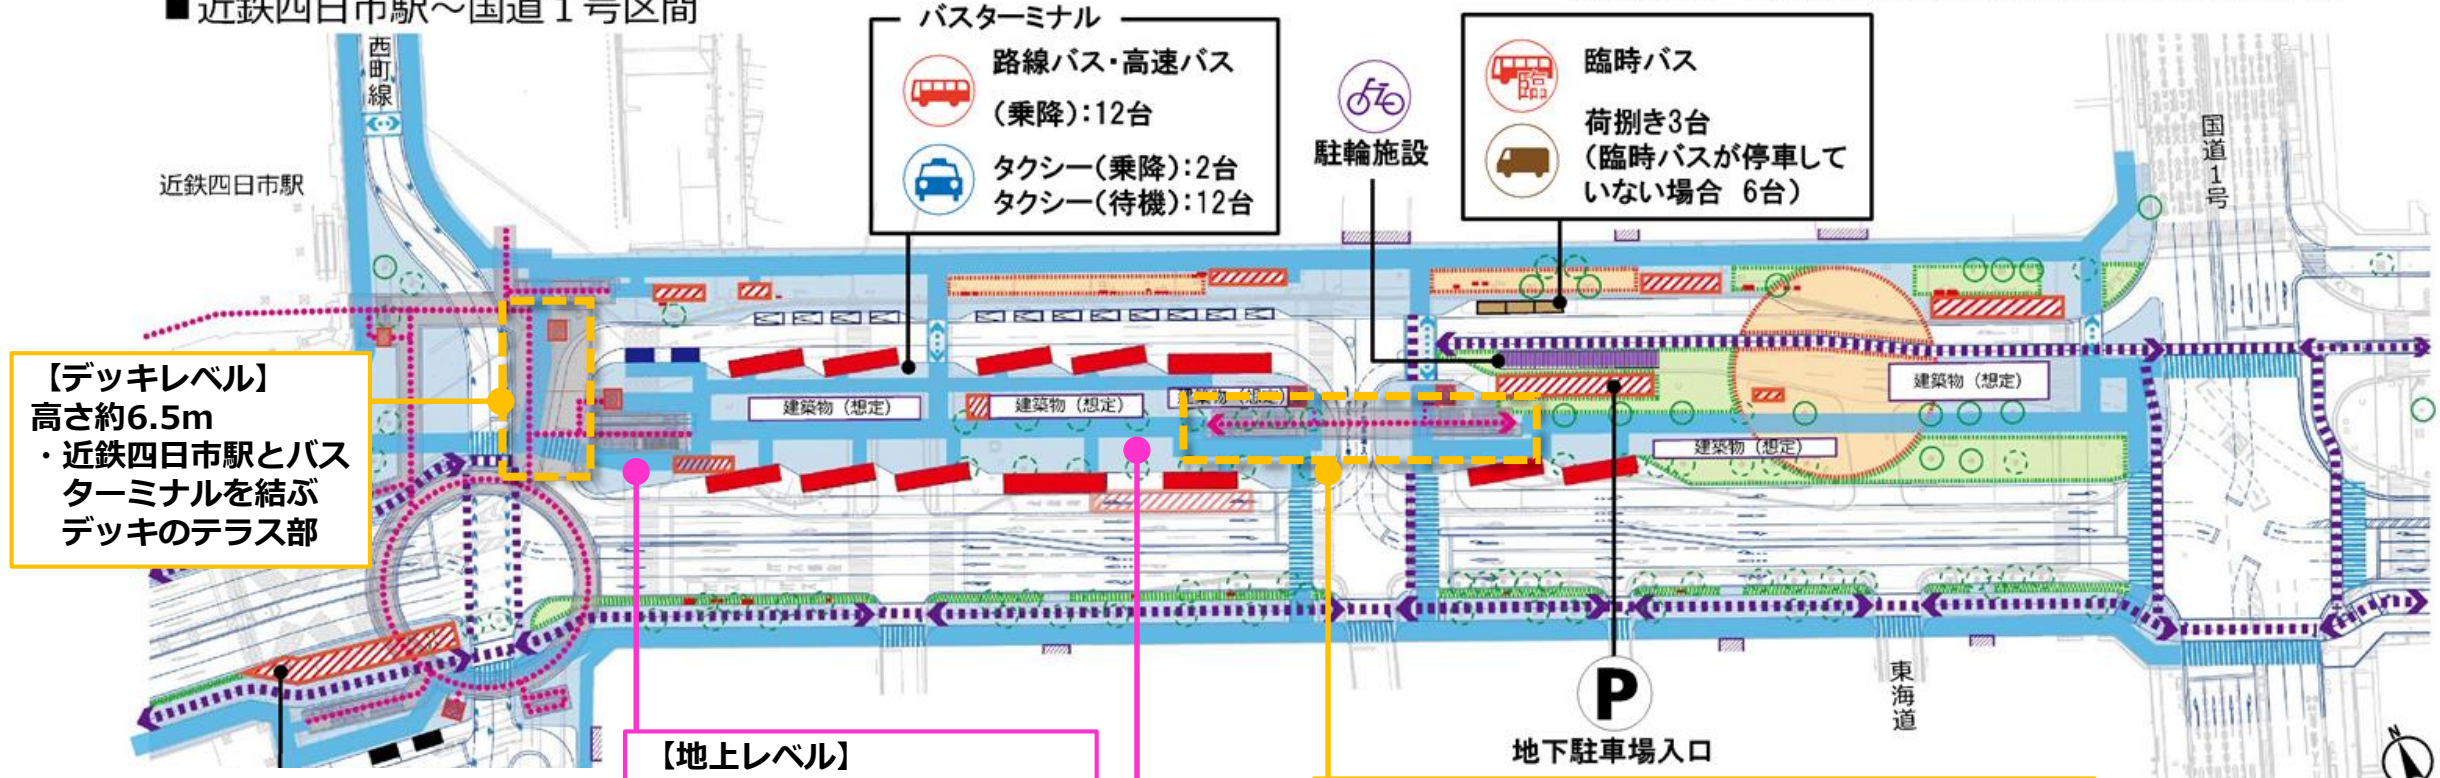 ■近鉄四日市駅～国道１号区間
西町線
近鉄四日市駅
バスターミナル
路線バス・高速バス
(乗降):12台
タクシー(乗降):2台
タクシー(待機):12台
駐輪施設
臨
臨時バス
荷捌き3台
(臨時バスが停車して
いない場合 6台)
国道1号
【デッキレベル】
高さ約6.5m
・近鉄四日市駅とバス
ターミナルを結ぶ
デッキのテラス部
建築物（想定）
建築物（想定）
建築物（想定）
建築物（想定）
建築物（想定）
P
地下駐車場入口
東海道
【地上レベル】
N